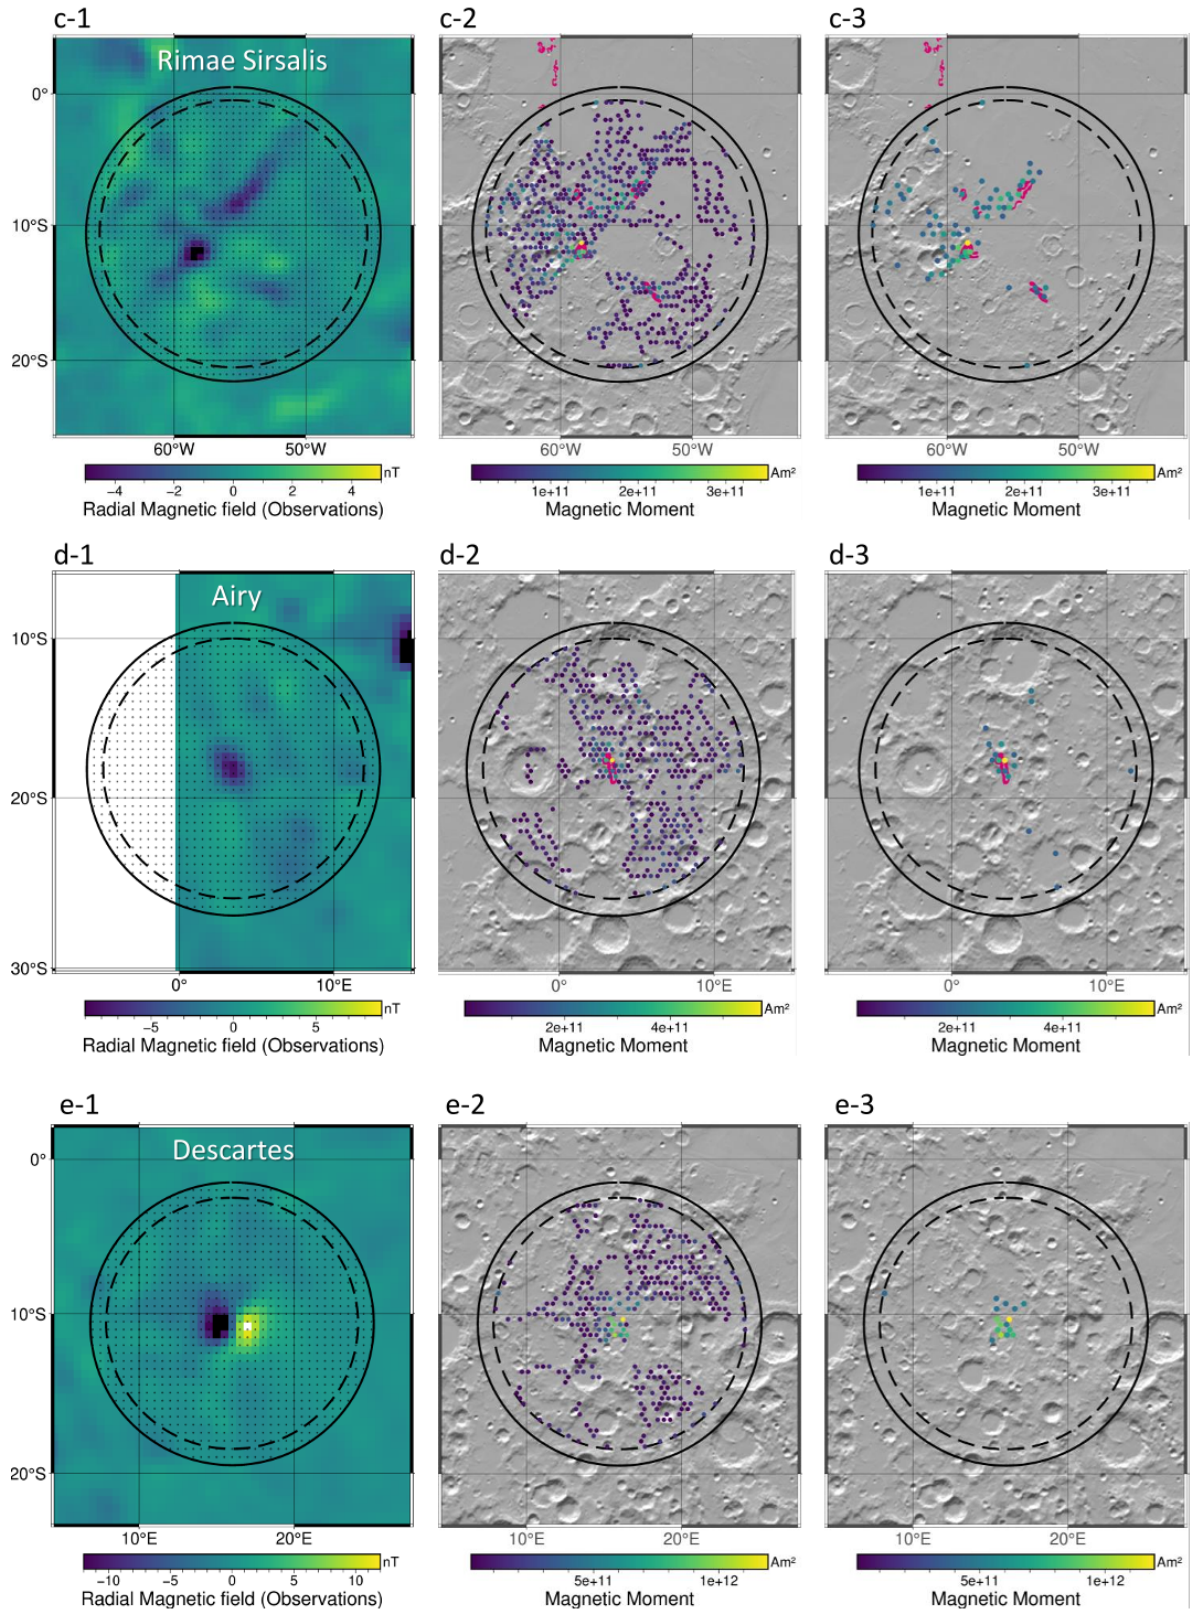 c-1 c-2 c-3
Rimae Sirsalis
0°
10°S
20°S
60°W 50°W 60°W 50°W 60°W 50°W
nT Am² Am²
−4 −2 0 2 4 1e+11 2e+11 3e+11 1e+11 2e+11 3e+11
Radial Magnetic field (Observations) Magnetic Moment Magnetic Moment
d-1 d-2 d-3
Airy
10°S
20°S
30°S
0° 10°E 0° 10°E 0° 10°E
nT Am² Am²
−5 0 5 2e+11 4e+11 2e+11 4e+11
Radial Magnetic field (Observations) Magnetic Moment Magnetic Moment
e-1 e-2 e-3
Descartes
0°
10°S
20°S
10°E 20°E 10°E 20°E 10°E 20°E
nT Am² Am²
−10 −5 0 5 10 5e+11 1e+12 5e+11 1e+12
Radial Magnetic field (Observations) Magnetic Moment Magnetic Moment